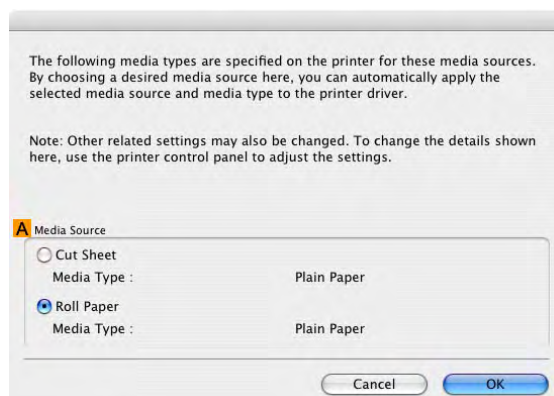 The following media types are specified on the printer for these media sources.
By choosing a desired media source here, you can automatically apply the
selected media source and media type to the printer driver.
Note: Other related settings may also be changed. To change the details shown
here, use the printer control panel to adjust the settings.
A Media Source
Cut Sheet
Media Type : Plain Paper
Roll Paper
Media Type : Plain Paper
Cancel OK